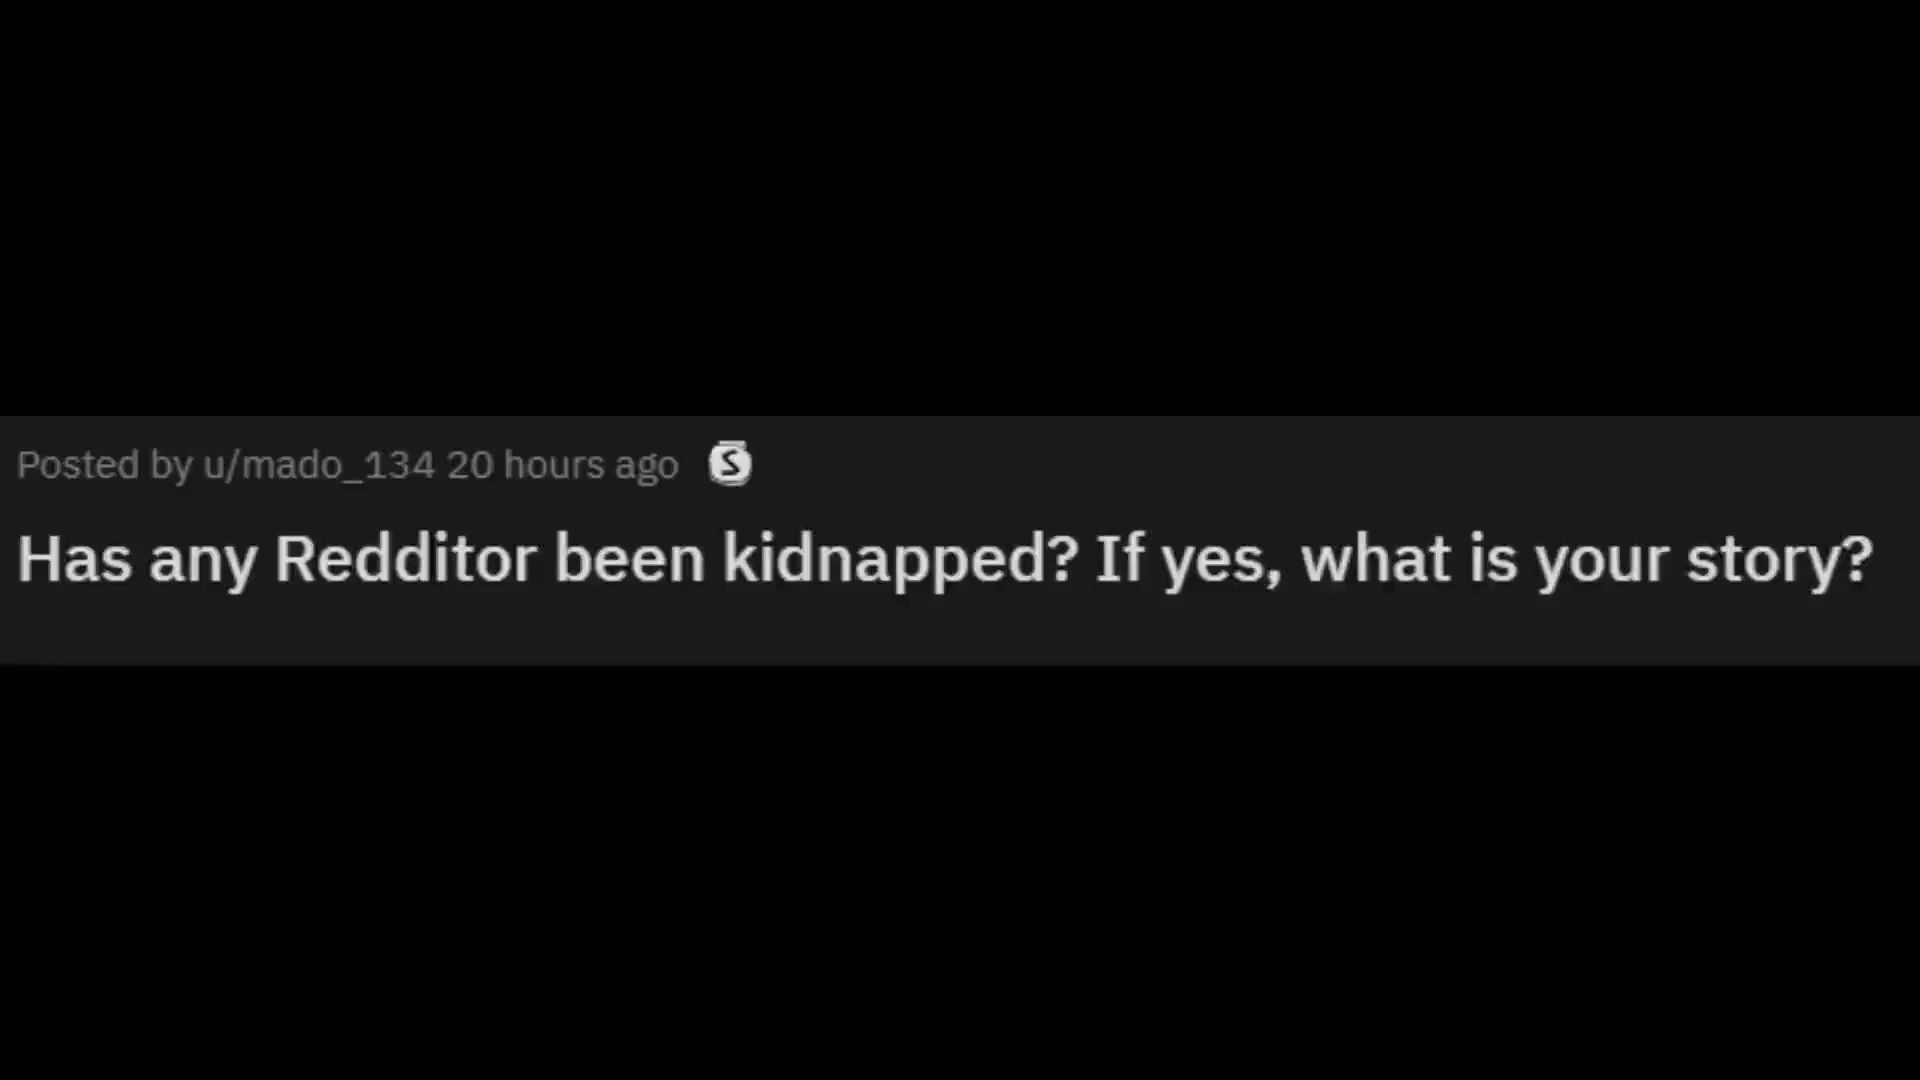 Posted by u/mado_134 20 hours ago S
Has any Redditor been kidnapped? If yes, what is your story?